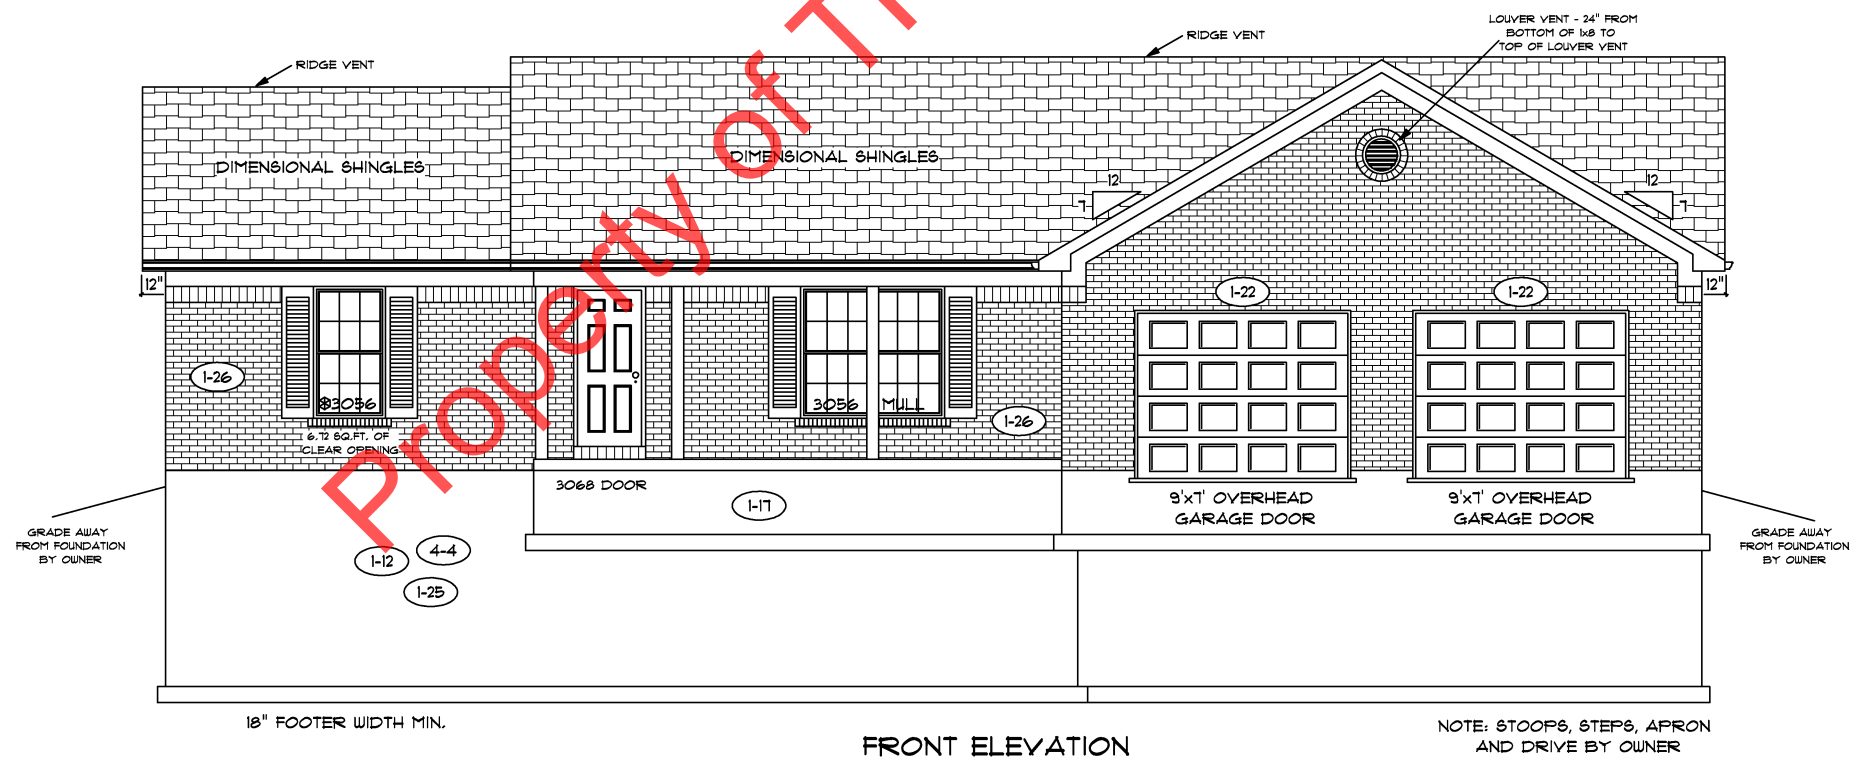 LOUVER VENT - 24" FROM
BOTTOM OF 1x8 TO
TOP OF LOUVER VENT
RIDGE VENT
RIDGE VENT
DIMENSIONAL SHINGLES
DIMENSIONAL SHINGLES
12
7
12
7
12"
12"
1-22
1-22
1-26
*3056
3056 MULL
1-26
6.72 SQ.FT. OF
CLEAR OPENING
3068 DOOR
1-17
9'x7' OVERHEAD
GARAGE DOOR
9'x7' OVERHEAD
GARAGE DOOR
GRADE AWAY
FROM FOUNDATION
BY OWNER
GRADE AWAY
FROM FOUNDATION
BY OWNER
1-12
4-4
1-25
18" FOOTER WIDTH MIN.
FRONT ELEVATION
NOTE: STOOPS, STEPS, APRON
AND DRIVE BY OWNER
Property of